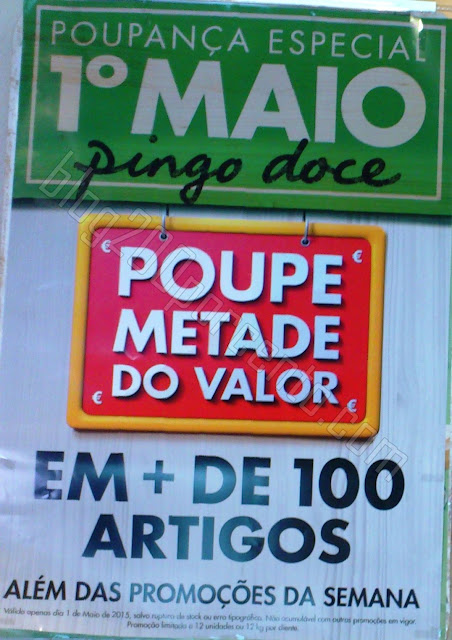 POUPANÇA ESPECIAL
1º MAIO
pingo doce
€ €
POUPE
METADE
DO VALOR
€ €
EM + DE 100
ARTIGOS
ALÉM DAS PROMOÇÕES DA SEMANA
Válido apenas dia 1 de Maio de 2015, salvo ruptura de stock ou erro tipográfico. Não acumulável com outras promoções em vigor.
Promoção limitada a 12 unidades ou 12 kg por cliente.